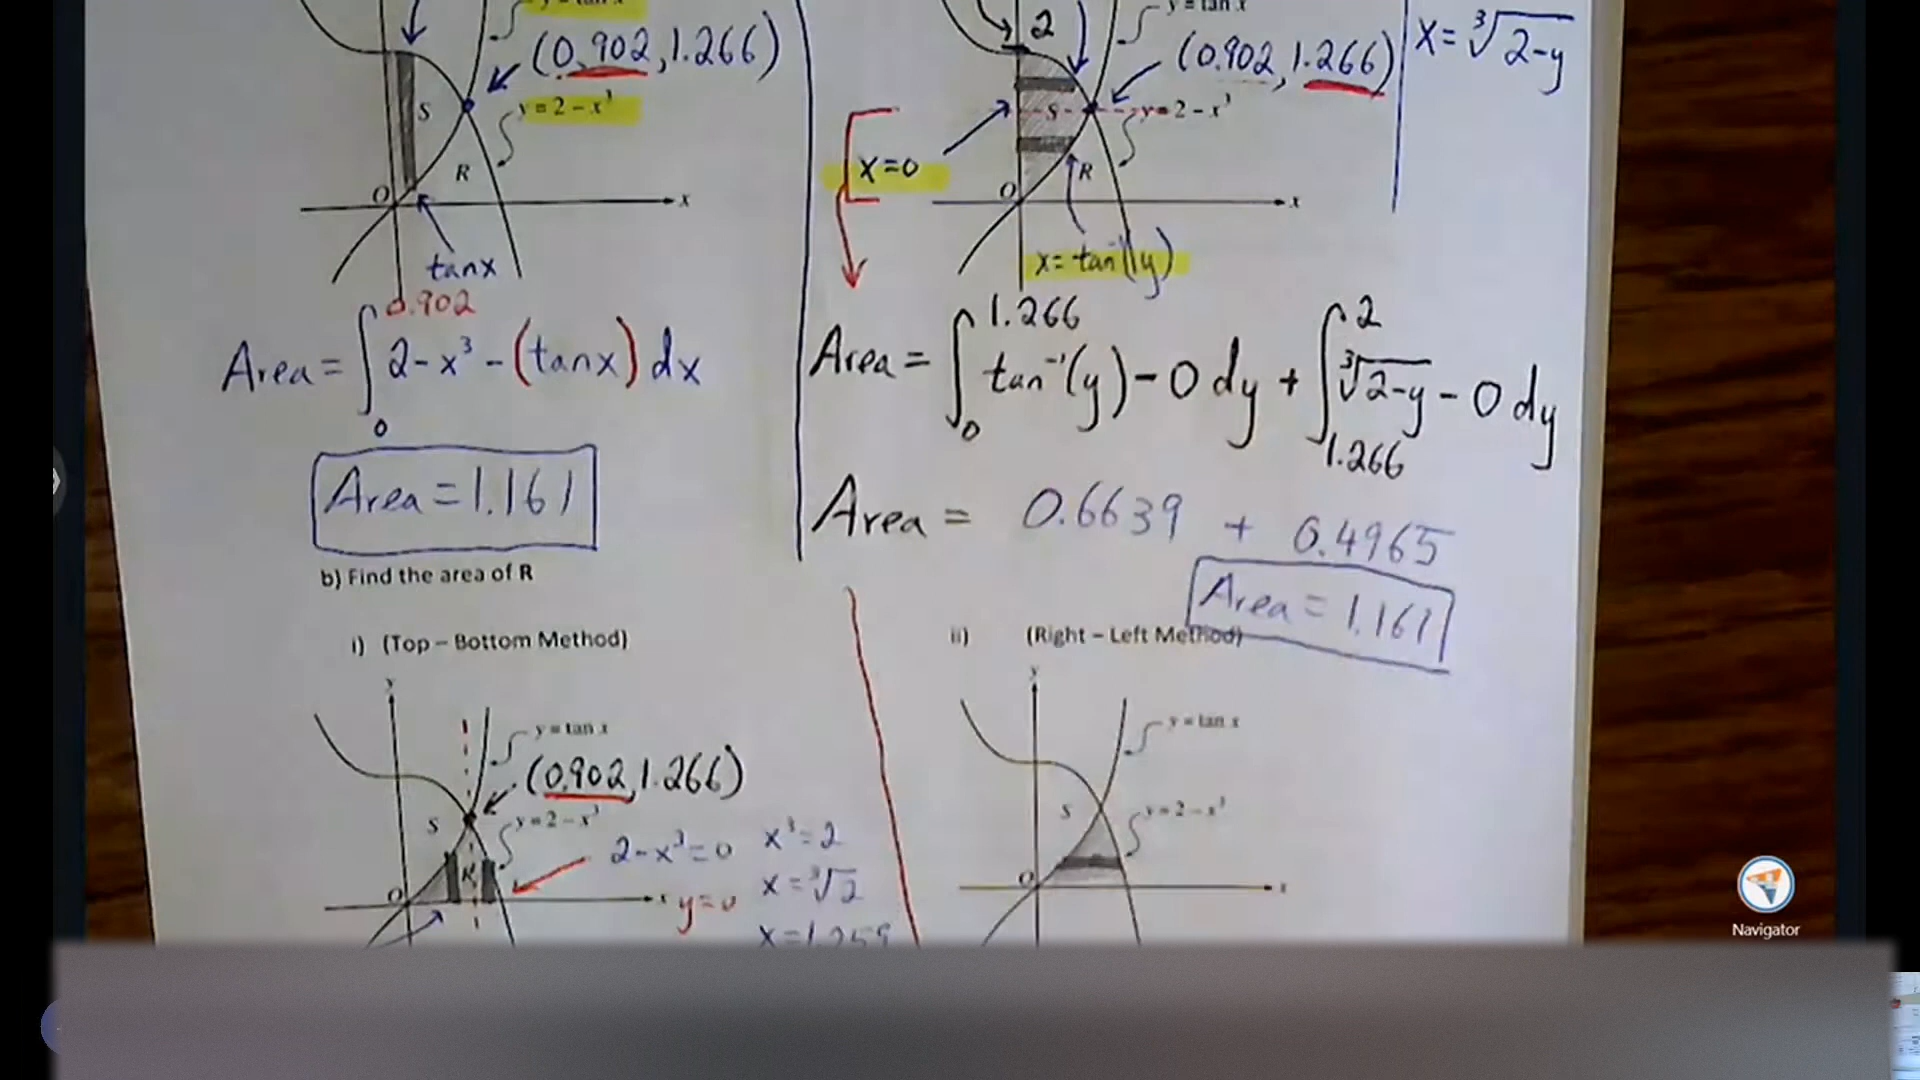 y = tan x
(0.902, 1.266)
S
y = 2 - x³
R
O
x
tanx
Area = ∫ 0.902 0 2-x³-(tanx) dx
Area = 1.161
2
y = tan x
(0.902, 1.266)
x = ∛2-y
S
y = 2 - x³
x=0
R
O
x
x= tan⁻¹(y)
Area = ∫ 1.266 0 tan⁻¹(y) - 0 dy + ∫ 2 1.266 ∛2-y - 0 dy
Area = 0.6639 + 0.4965
Area = 1.161
b) Find the area of R
i) (Top – Bottom Method)
y
y = tan x
(0.902, 1.266)
S
y = 2 - x³
2-x³=0
x³=2
R
x = ∛2
O
x
y=0
x=1.259
ii) (Right – Left Method)
y
y = tan x
S
y = 2 - x³
O
x
Navigator